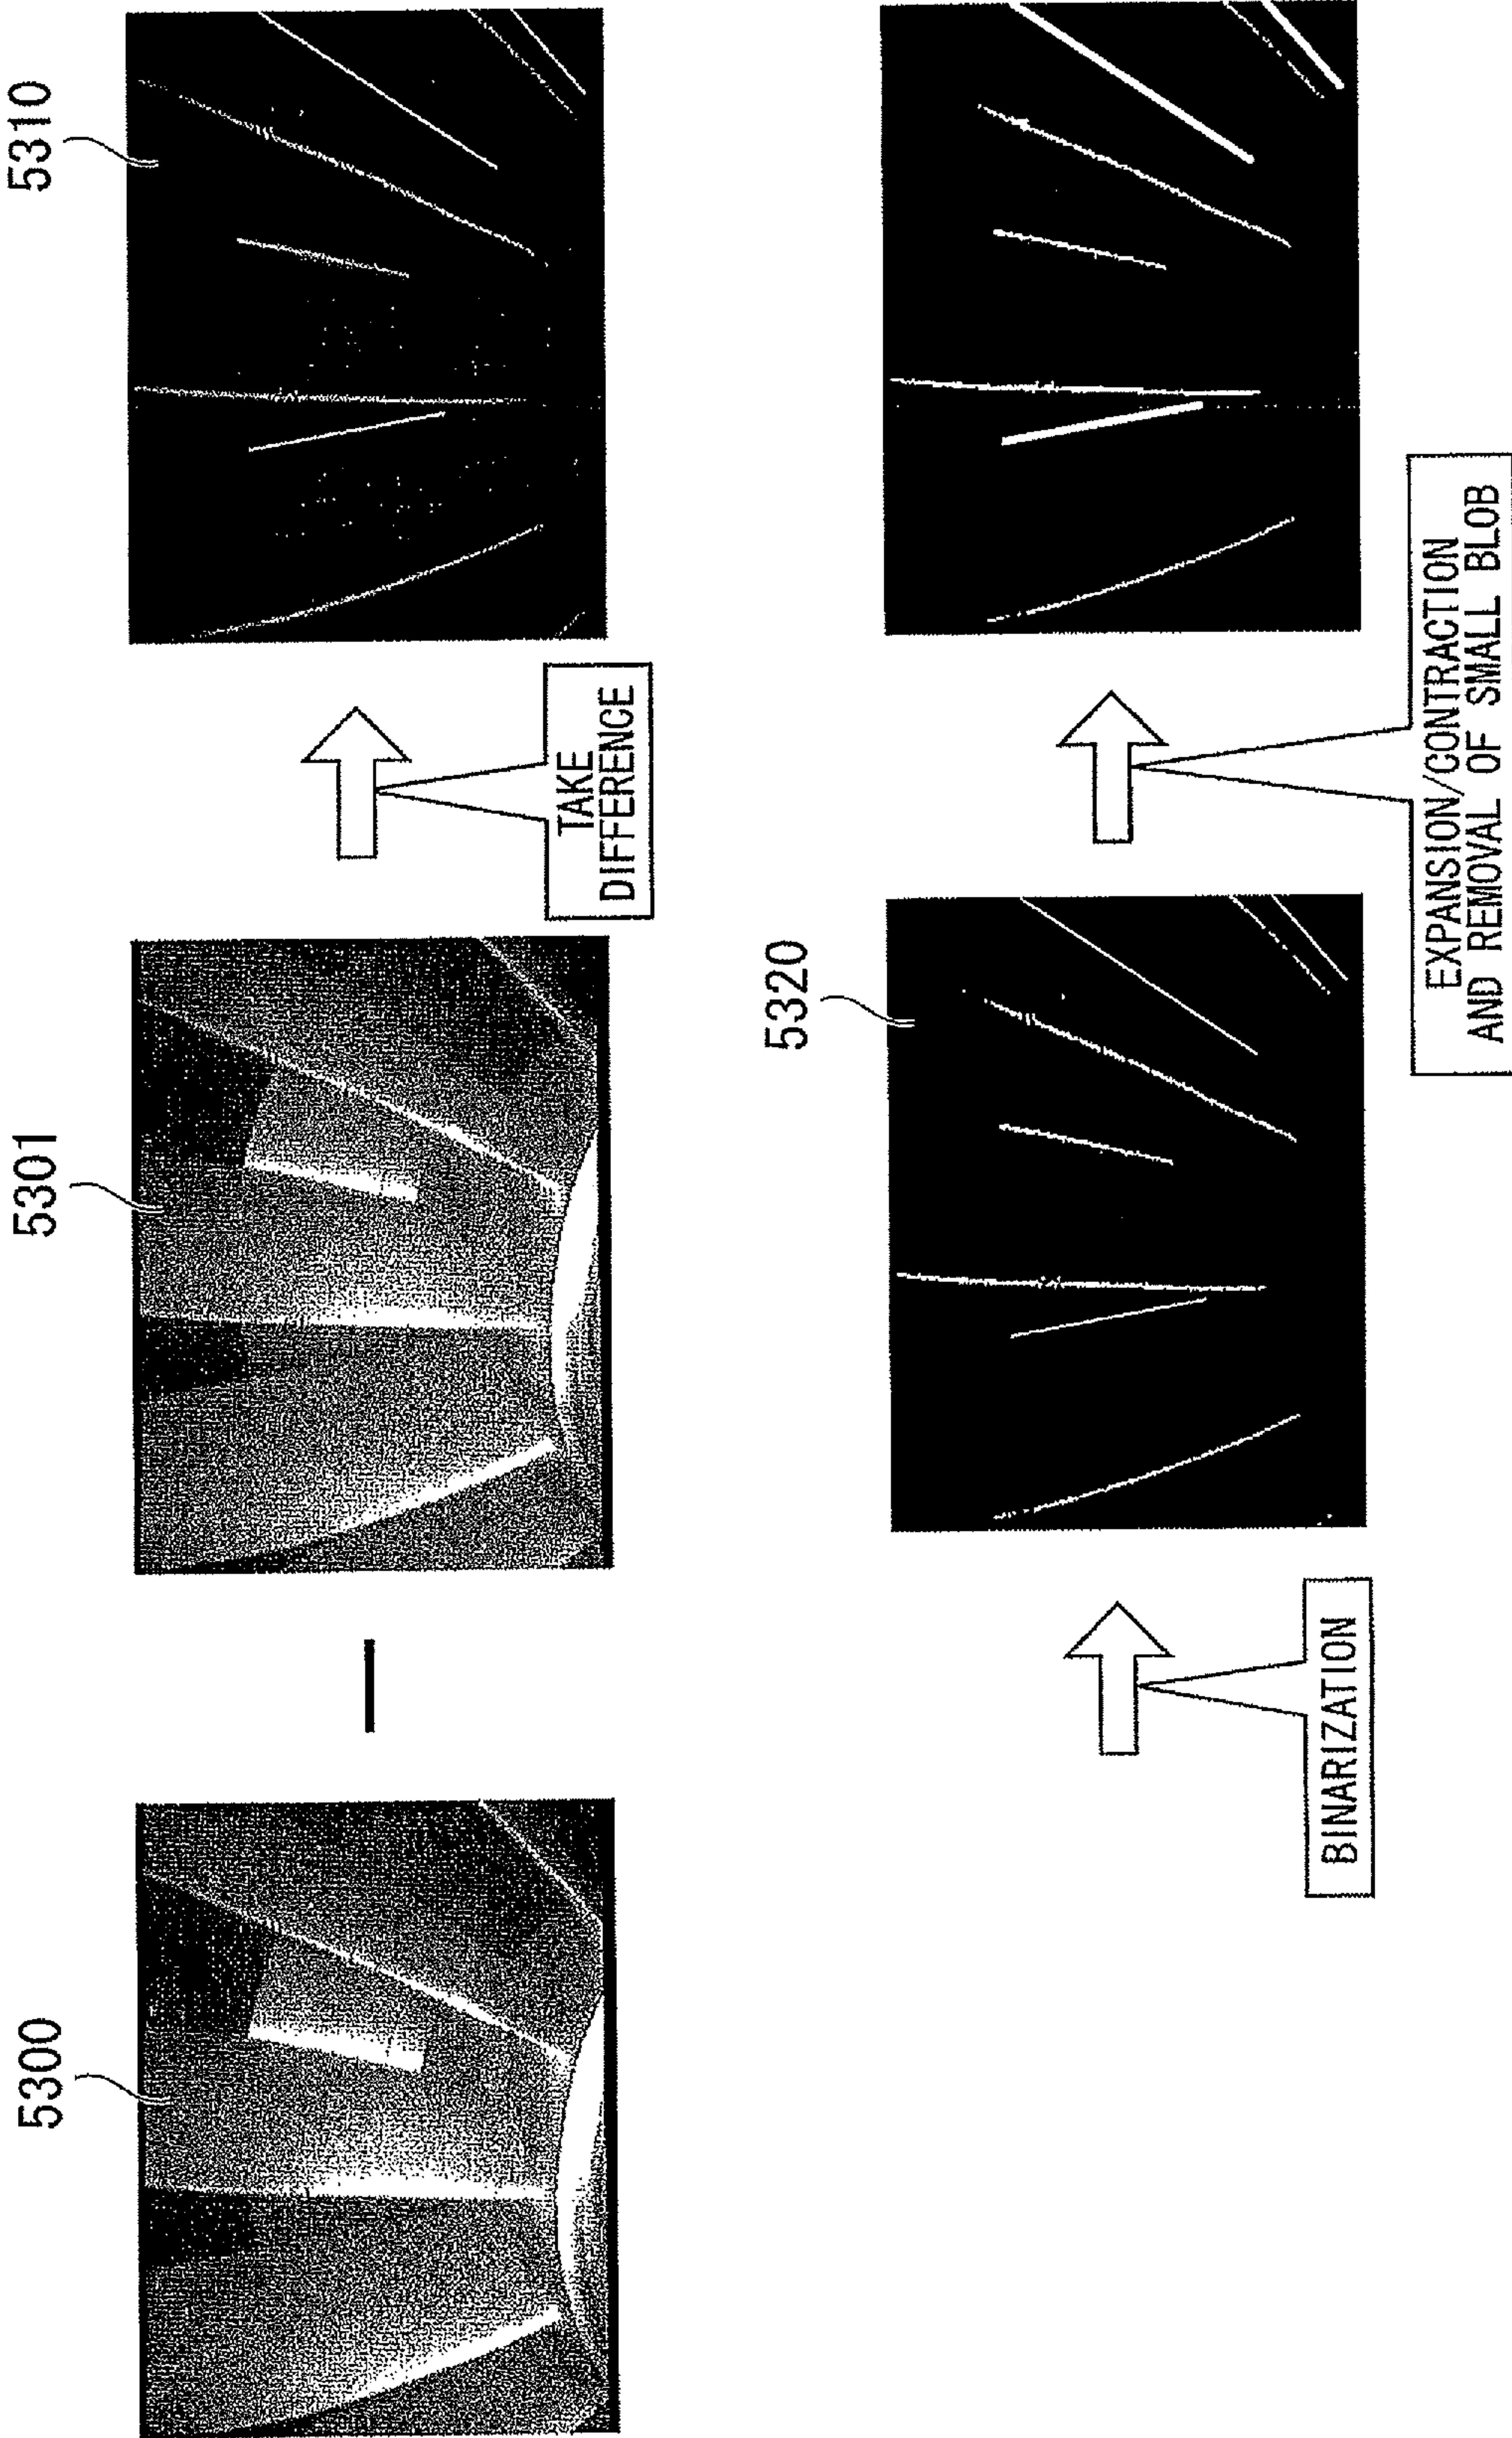 5300
5301
5310
TAKE
DIFFERENCE
5320
BINARIZATION
EXPANSION/CONTRACTION
AND REMOVAL OF SMALL BLOB